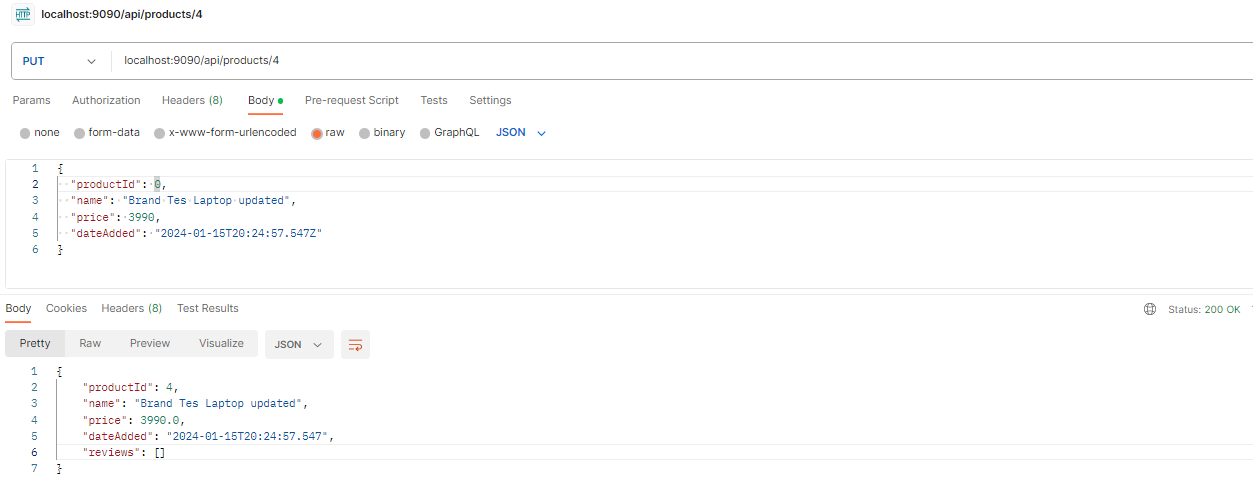 HTTP localhost:9090/api/products/4
PUT localhost:9090/api/products/4
Params Authorization Headers (8) Body Pre-request Script Tests Settings
none form-data x-www-form-urlencoded raw binary GraphQL JSON
1 {
2 "productId": 0,
3 "name": "Brand Tes Laptop updated",
4 "price": 3990,
5 "dateAdded": "2024-01-15T20:24:57.547Z"
6 }
Body Cookies Headers (8) Test Results Status: 200 OK
Pretty Raw Preview Visualize JSON
1 {
2 "productId": 4,
3 "name": "Brand Tes Laptop updated",
4 "price": 3990.0,
5 "dateAdded": "2024-01-15T20:24:57.547",
6 "reviews": []
7 }